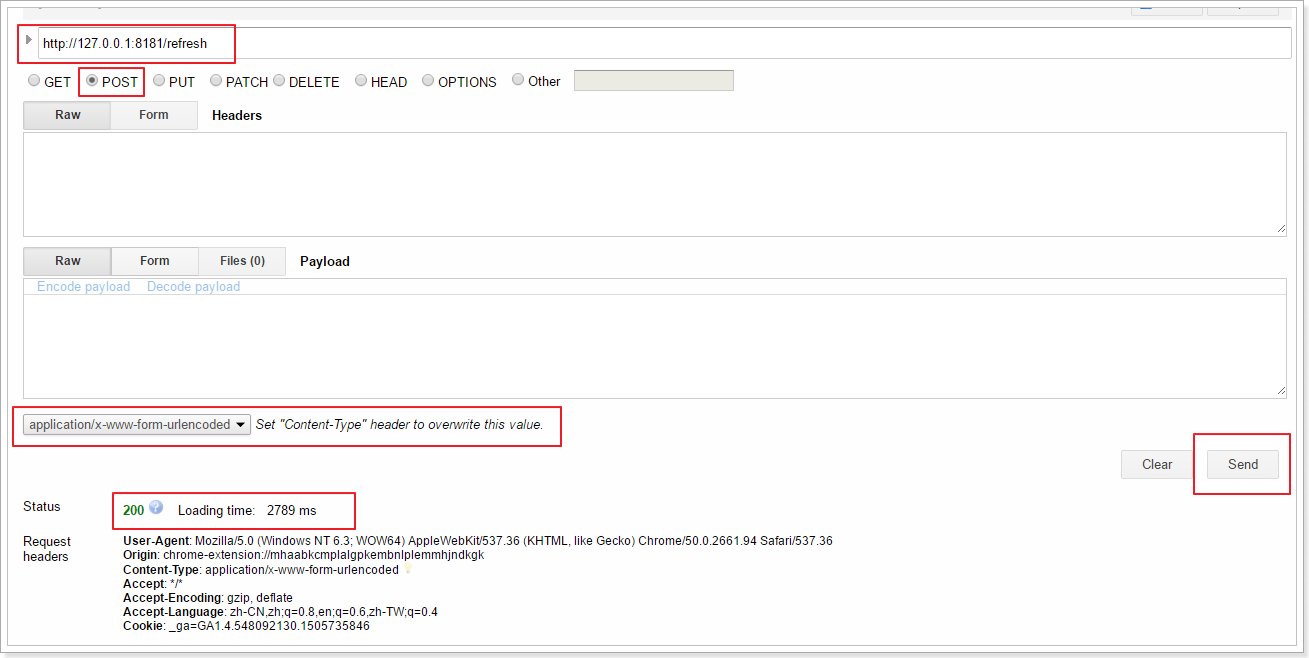 http://127.0.0.1:8181/refresh
GET POST PUT PATCH DELETE HEAD OPTIONS Other
Raw Form Headers
Raw Form Files (0) Payload
Encode payload Decode payload
application/x-www-form-urlencoded Set "Content-Type" header to overwrite this value.
Clear Send
Status 200 Loading time: 2789 ms
Request headers
User-Agent: Mozilla/5.0 (Windows NT 6.3; WOW64) AppleWebKit/537.36 (KHTML, like Gecko) Chrome/50.0.2661.94 Safari/537.36
Origin: chrome-extension://mhaabkcmplalgpkembnlplemmhjndkgk
Content-Type: application/x-www-form-urlencoded
Accept: */*
Accept-Encoding: gzip, deflate
Accept-Language: zh-CN,zh;q=0.8,en;q=0.6,zh-TW;q=0.4
Cookie: _ga=GA1.4.548092130.1505735846